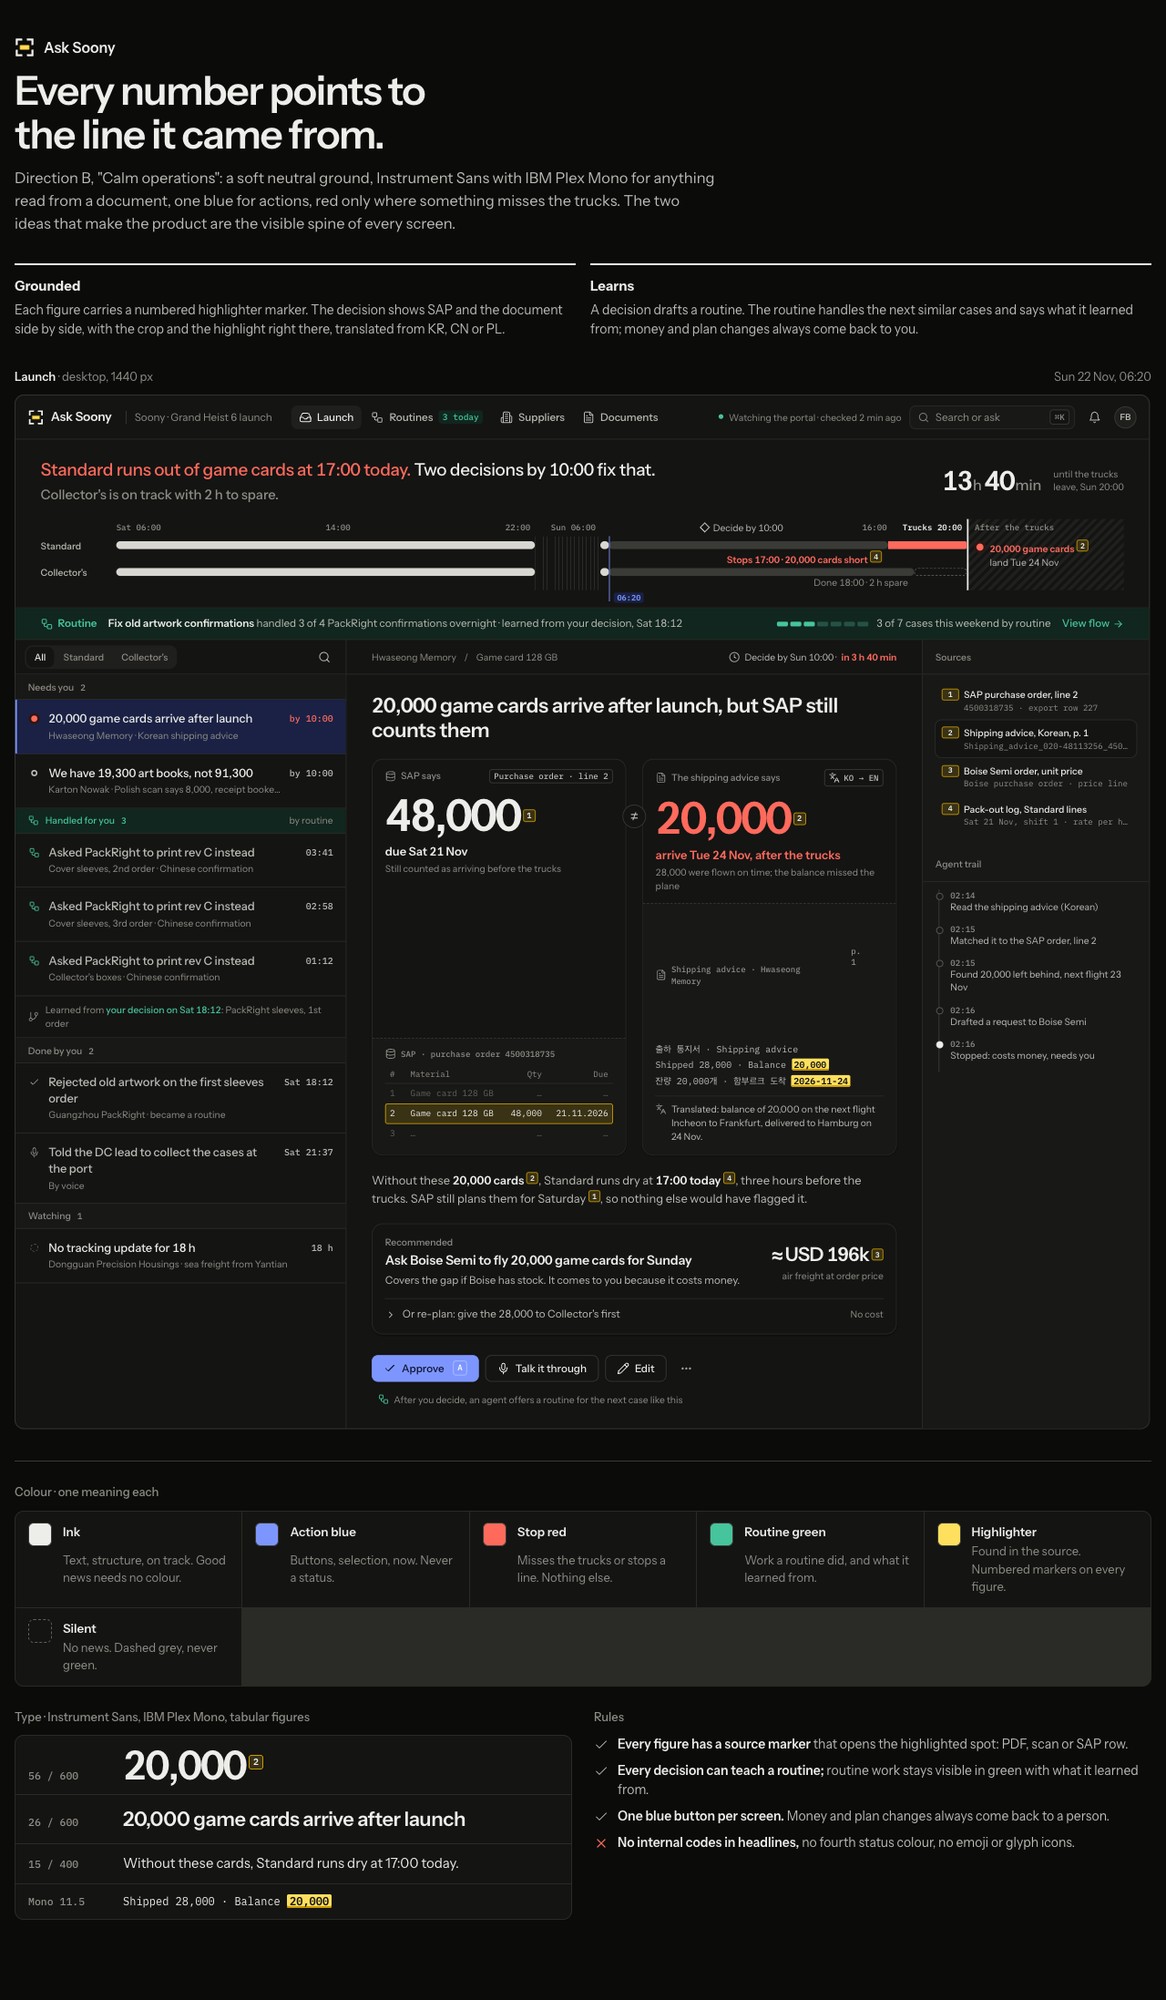 Ask Soony
Every number points to
the line it came from.
Direction B, "Calm operations": a soft neutral ground, Instrument Sans with IBM Plex Mono for anything
read from a document, one blue for actions, red only where something misses the trucks. The two
ideas that make the product are the visible spine of every screen.
Grounded
Each figure carries a numbered highlighter marker. The decision shows SAP and the document
side by side, with the crop and the highlight right there, translated from KR, CN or PL.
Learns
A decision drafts a routine. The routine handles the next similar cases and says what it learned
from; money and plan changes always come back to you.
Launch · desktop, 1440 px
Sun 22 Nov, 06:20
Ask Soony
Soony · Grand Heist 6 launch
Launch
Routines 3 today
Suppliers
Documents
Watching the portal · checked 2 min ago
Search or ask ⌘K
FB
Standard runs out of game cards at 17:00 today. Two decisions by 10:00 fix that.
Collector's is on track with 2 h to spare.
13h 40min
until the trucks
leave, Sun 20:00
Sat 06:00 14:00 22:00 Sun 06:00 Decide by 10:00 16:00 Trucks 20:00 After the trucks
Standard
Stops 17:00 · 20,000 cards short 4
20,000 game cards 2
land Tue 24 Nov
Collector's
Done 18:00 · 2 h spare
06:20
Routine Fix old artwork confirmations handled 3 of 4 PackRight confirmations overnight · learned from your decision, Sat 18:12
3 of 7 cases this weekend by routine View flow →
All Standard Collector's
Needs you 2
20,000 game cards arrive after launch by 10:00
Hwaseong Memory · Korean shipping advice
We have 19,300 art books, not 91,300 by 10:00
Karton Nowak · Polish scan says 8,000, receipt booke…
Handled for you 3 by routine
Asked PackRight to print rev C instead 03:41
Cover sleeves, 2nd order · Chinese confirmation
Asked PackRight to print rev C instead 02:58
Cover sleeves, 3rd order · Chinese confirmation
Asked PackRight to print rev C instead 01:12
Collector's boxes · Chinese confirmation
Learned from your decision on Sat 18:12: PackRight sleeves, 1st
order
Done by you 2
Rejected old artwork on the first sleeves Sat 18:12
order
Guangzhou PackRight · became a routine
Told the DC lead to collect the cases at Sat 21:37
the port
By voice
Watching 1
No tracking update for 18 h 18 h
Dongguan Precision Housings · sea freight from Yantian
Hwaseong Memory / Game card 128 GB
Decide by Sun 10:00 · in 3 h 40 min
20,000 game cards arrive after launch, but SAP still
counts them
SAP says Purchase order · line 2
48,000 1
due Sat 21 Nov
Still counted as arriving before the trucks
SAP · purchase order 4500318735
# Material Qty Due
1 Game card 128 GB … …
2 Game card 128 GB 48,000 21.11.2026
3 … … …
≠
The shipping advice says KO → EN
20,000 2
arrive Tue 24 Nov, after the trucks
28,000 were flown on time; the balance missed the
plane
Shipping advice · Hwaseong
Memory
p.
1
출하 통지서 · Shipping advice
Shipped 28,000 · Balance 20,000
잔량 20,000개 · 함부르크 도착 2026-11-24
Translated: balance of 20,000 on the next flight
Incheon to Frankfurt, delivered to Hamburg on
24 Nov.
Without these 20,000 cards 2, Standard runs dry at 17:00 today 4, three hours before the
trucks. SAP still plans them for Saturday 1, so nothing else would have flagged it.
Recommended
Ask Boise Semi to fly 20,000 game cards for Sunday
Covers the gap if Boise has stock. It comes to you because it costs money.
≈USD 196k 3
air freight at order price
Or re-plan: give the 28,000 to Collector's first No cost
Approve A
Talk it through
Edit
After you decide, an agent offers a routine for the next case like this
Sources
1 SAP purchase order, line 2
4500318735 · export row 227
2 Shipping advice, Korean, p. 1
Shipping_advice_020-48113256_450…
3 Boise Semi order, unit price
Boise purchase order · price line
4 Pack-out log, Standard lines
Sat 21 Nov, shift 1 · rate per h…
Agent trail
02:14
Read the shipping advice (Korean)
02:15
Matched it to the SAP order, line 2
02:15
Found 20,000 left behind, next flight 23
Nov
02:16
Drafted a request to Boise Semi
02:16
Stopped: costs money, needs you
Colour · one meaning each
Ink
Text, structure, on track. Good
news needs no colour.
Action blue
Buttons, selection, now. Never
a status.
Stop red
Misses the trucks or stops a
line. Nothing else.
Routine green
Work a routine did, and what it
learned from.
Highlighter
Found in the source.
Numbered markers on every
figure.
Silent
No news. Dashed grey, never
green.
Type · Instrument Sans, IBM Plex Mono, tabular figures
56 / 600 20,000 2
26 / 600 20,000 game cards arrive after launch
15 / 400 Without these cards, Standard runs dry at 17:00 today.
Mono 11.5 Shipped 28,000 · Balance 20,000
Rules
Every figure has a source marker that opens the highlighted spot: PDF, scan or SAP row.
Every decision can teach a routine; routine work stays visible in green with what it learned
from.
One blue button per screen. Money and plan changes always come back to a person.
No internal codes in headlines, no fourth status colour, no emoji or glyph icons.